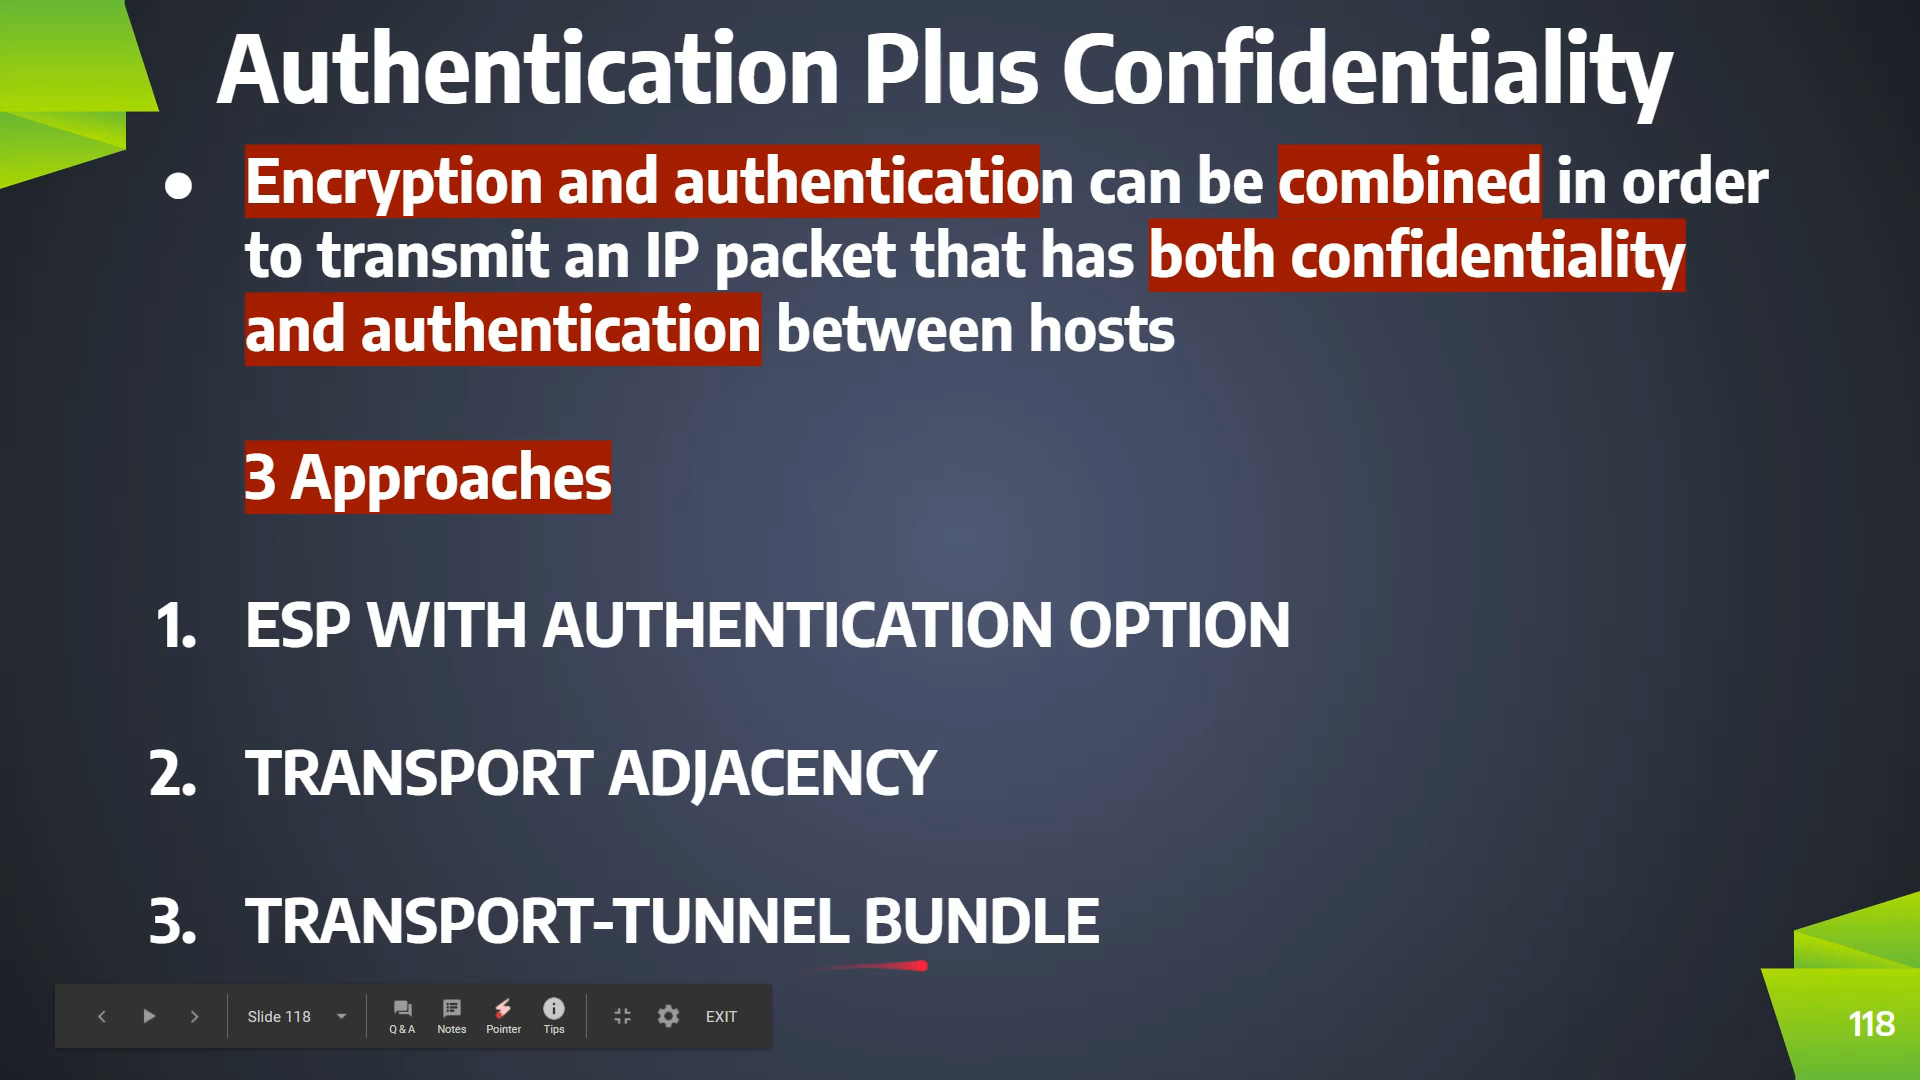 Authentication Plus Confidentiality
● Encryption and authentication can be combined in order
to transmit an IP packet that has both confidentiality
and authentication between hosts
3 Approaches
1. ESP WITH AUTHENTICATION OPTION
2. TRANSPORT ADJACENCY
3. TRANSPORT-TUNNEL BUNDLE
Slide 118
Q & A
Notes
Pointer
Tips
EXIT
118